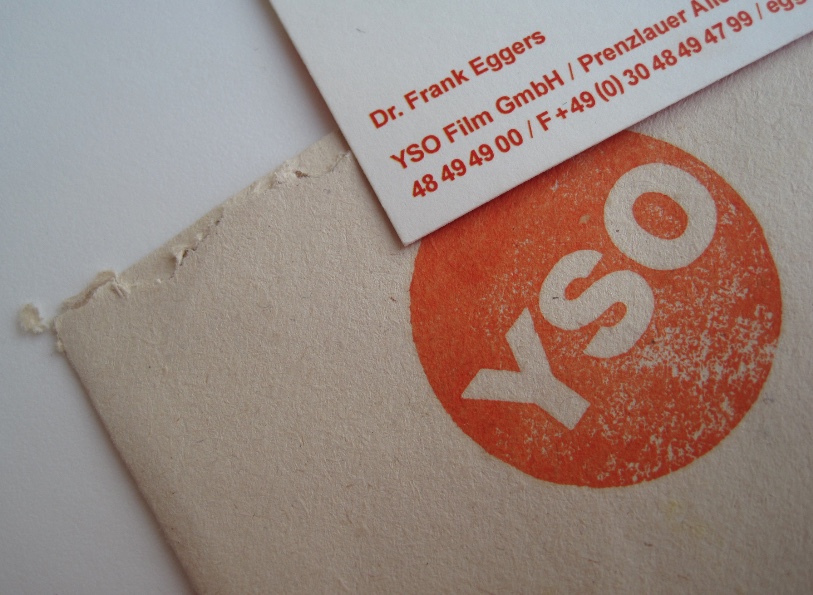 Dr. Frank Eggers
YSO Film GmbH / Prenzlauer
48 49 49 00 / F +49 (0) 30 48 49 47 99 /
YSO